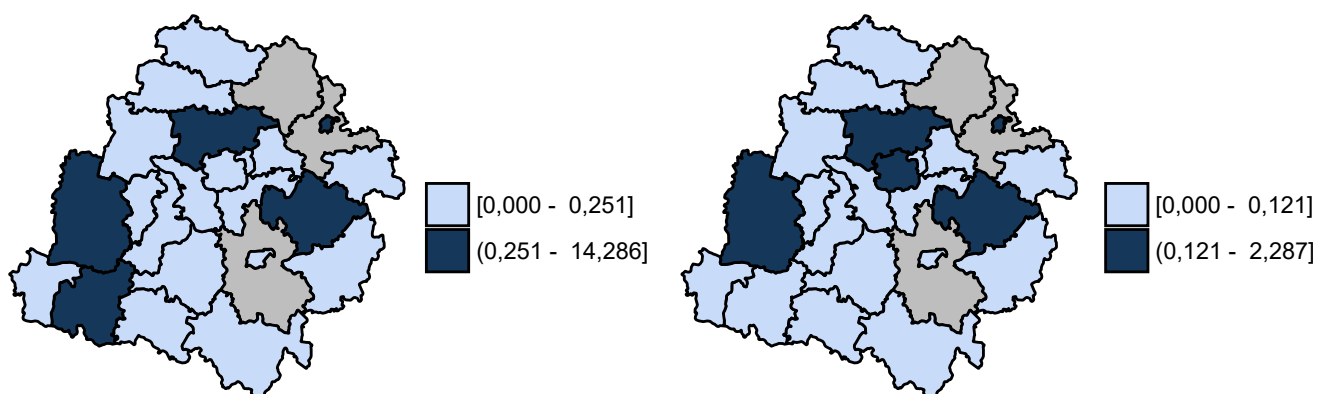 [0,000 - 0,251]
(0,251 - 14,286]
[0,000 - 0,121]
(0,121 - 2,287]